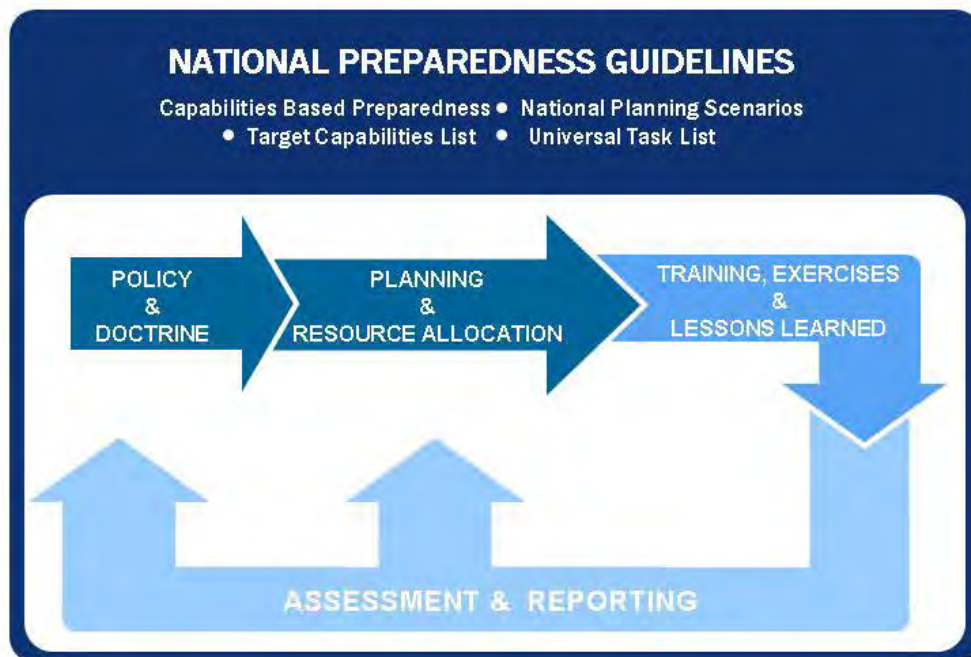 NATIONAL PREPAREDNESS GUIDELINES
Capabilities Based Preparedness • National Planning Scenarios
• Target Capabilities List • Universal Task List
POLICY
&
DOCTRINE
PLANNING
&
RESOURCE ALLOCATION
TRAINING, EXERCISES
&
LESSONS LEARNED
ASSESSMENT & REPORTING